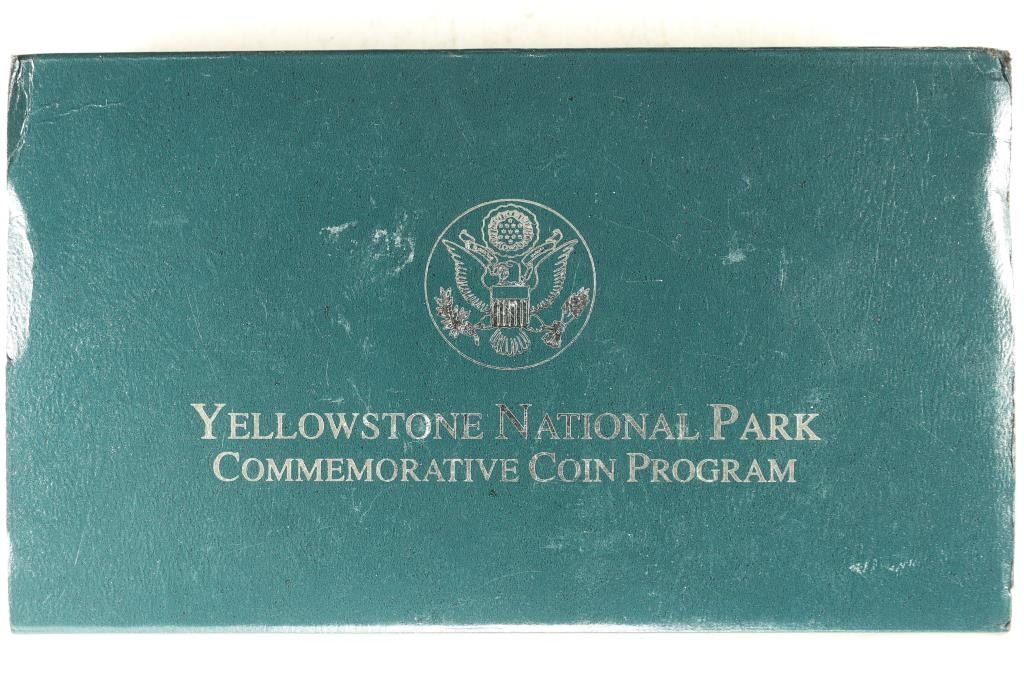 YELLOWSTONE NATIONAL PARK
COMMEMORATIVE COIN PROGRAM